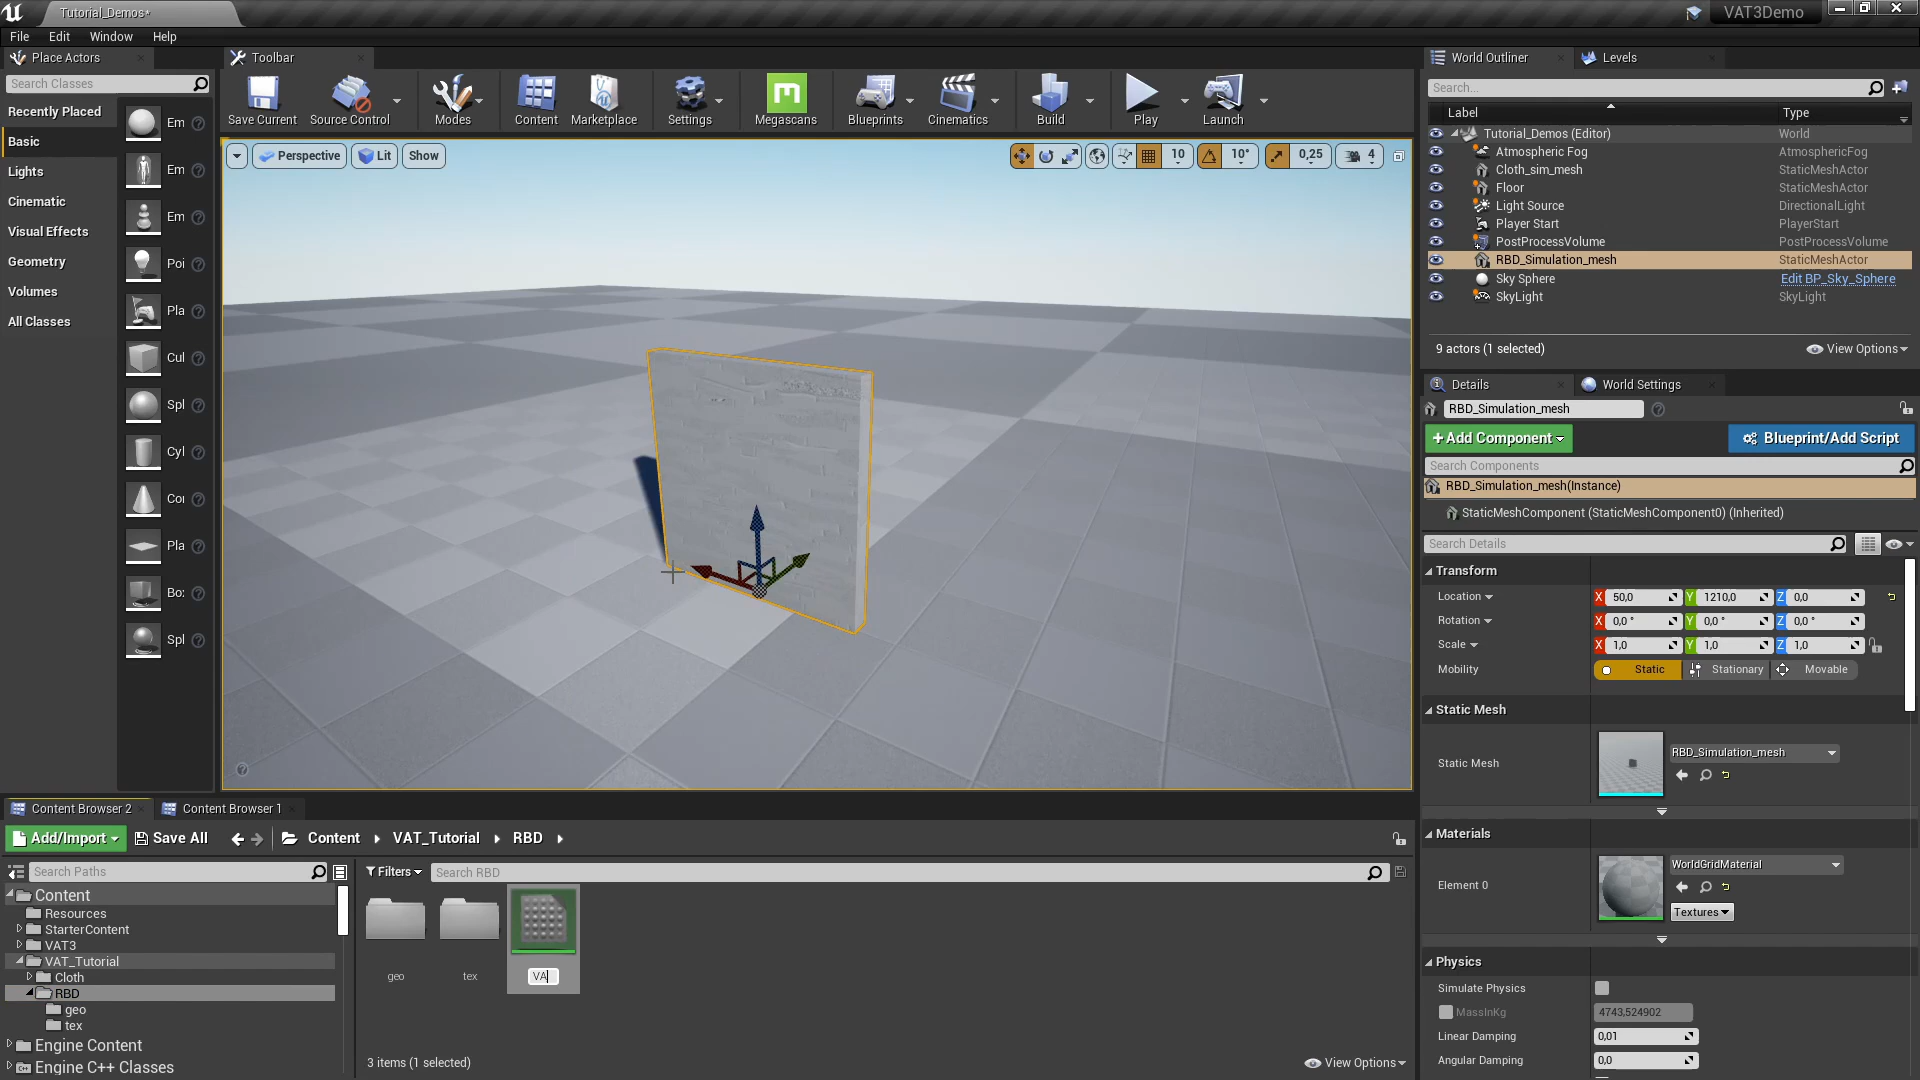 Tutorial_Demos*
VAT3Demo
File Edit Window Help
Place Actors
Search Classes
Recently Placed
Basic
Lights
Cinematic
Visual Effects
Geometry
Volumes
All Classes
Em
Em
Em
Poi
Pla
Cul
Spl
Cyl
Co
Pla
Bo
Spl
Toolbar
Save Current
Source Control
Modes
Content
Marketplace
Settings
Megascans
Blueprints
Cinematics
Build
Play
Launch
Perspective Lit Show
10 10° 0,25 4
World Outliner
Levels
Search...
Label Type
Tutorial_Demos (Editor) World
Atmospheric Fog AtmosphericFog
Cloth_sim_mesh StaticMeshActor
Floor StaticMeshActor
Light Source DirectionalLight
Player Start PlayerStart
PostProcessVolume PostProcessVolume
RBD_Simulation_mesh StaticMeshActor
Sky Sphere Edit BP_Sky_Sphere
SkyLight SkyLight
9 actors (1 selected) View Options
Details
World Settings
RBD_Simulation_mesh
+Add Component Blueprint/Add Script
Search Components
RBD_Simulation_mesh(Instance)
StaticMeshComponent (StaticMeshComponent0) (Inherited)
Search Details
Transform
Location X 50,0 Y 1210,0 Z 0,0
Rotation X 0,0 ° Y 0,0 ° Z 0,0 °
Scale X 1,0 Y 1,0 Z 1,0
Mobility Static Stationary Movable
Static Mesh
Static Mesh RBD_Simulation_mesh
Materials
Element 0 WorldGridMaterial
Textures
Physics
Simulate Physics
MassInKg 4743,524902
Linear Damping 0,01
Angular Damping 0,0
Content Browser 2
Content Browser 1
Add/Import Save All Content VAT_Tutorial RBD
Search Paths
Content
Resources
StarterContent
VAT3
VAT_Tutorial
Cloth
RBD
geo
tex
Engine Content
Engine C++ Classes
Filters Search RBD
geo
tex
VA
3 items (1 selected) View Options